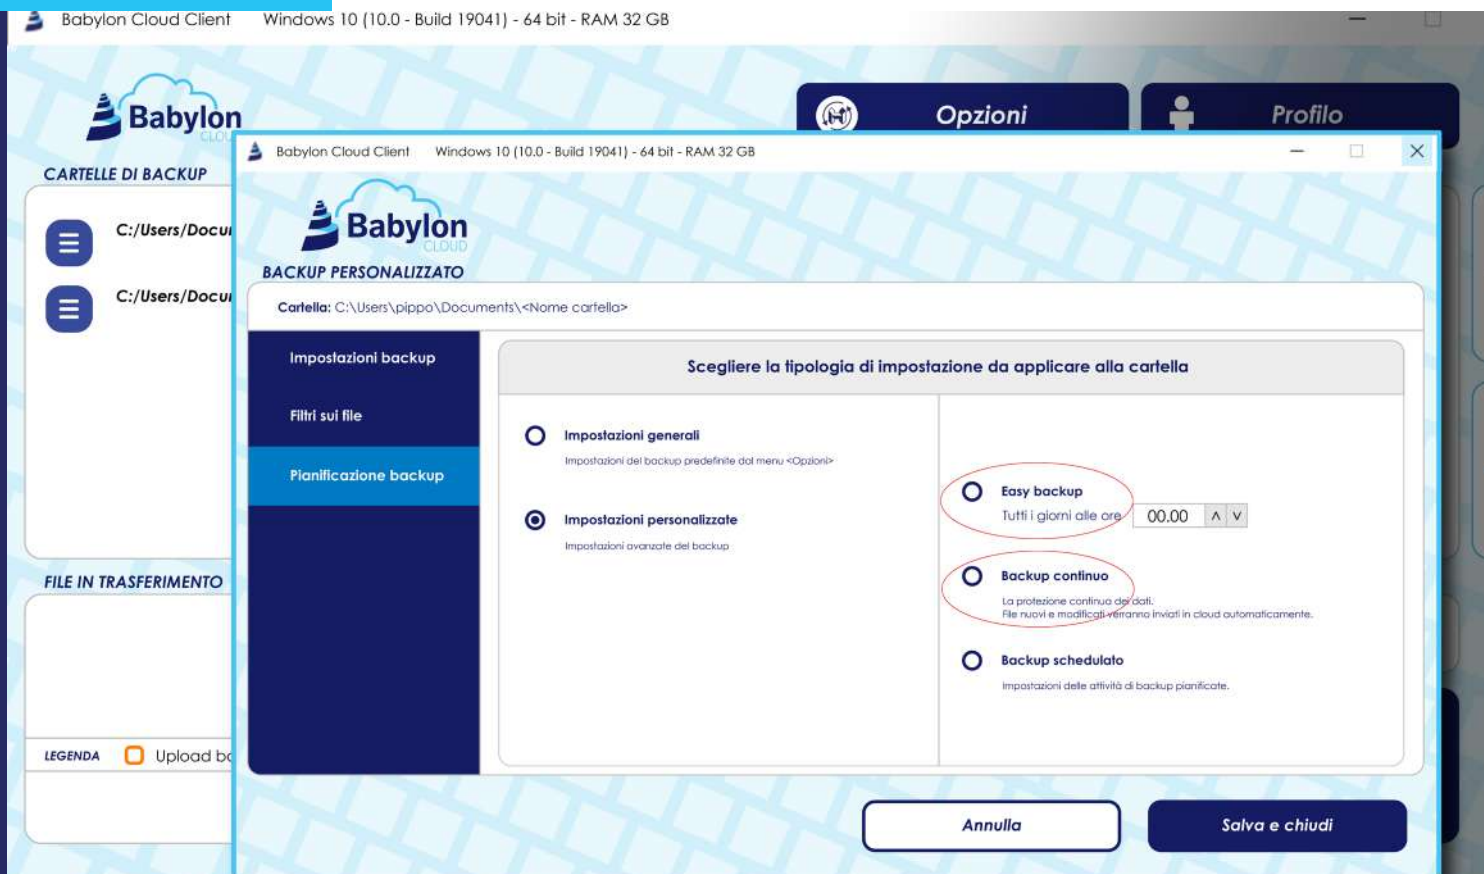 Babylon Cloud Client Windows 10 (10.0 - Build 19041) - 64 bit - RAM 32 GB
Babylon
Opzioni
Profilo
CARTELLE DI BACKUP
Babylon Cloud Client Windows 10 (10.0 - Build 19041) - 64 bit - RAM 32 GB
Babylon
CLOUD
BACKUP PERSONALIZZATO
C:/Users/Docu
C:/Users/Docu
Cartella: C:\Users\pippo\Documents\<Nome cartella>
Impostazioni backup
Filtri sui file
Pianificazione backup
Scegliere la tipologia di impostazione da applicare alla cartella
Impostazioni generali
Impostazioni del backup predefinite dal menu <Opzioni>
Impostazioni personalizzate
Impostazioni avanzate del backup
Easy backup
Tutti i giorni alle ore 00.00
Backup continuo
La protezione continua dei dati.
File nuovi e modificati verranno inviati in cloud automaticamente.
Backup schedulato
Impostazioni delle attività di backup pianificate.
FILE IN TRASFERIMENTO
LEGENDA Upload ba
Annulla
Salva e chiudi